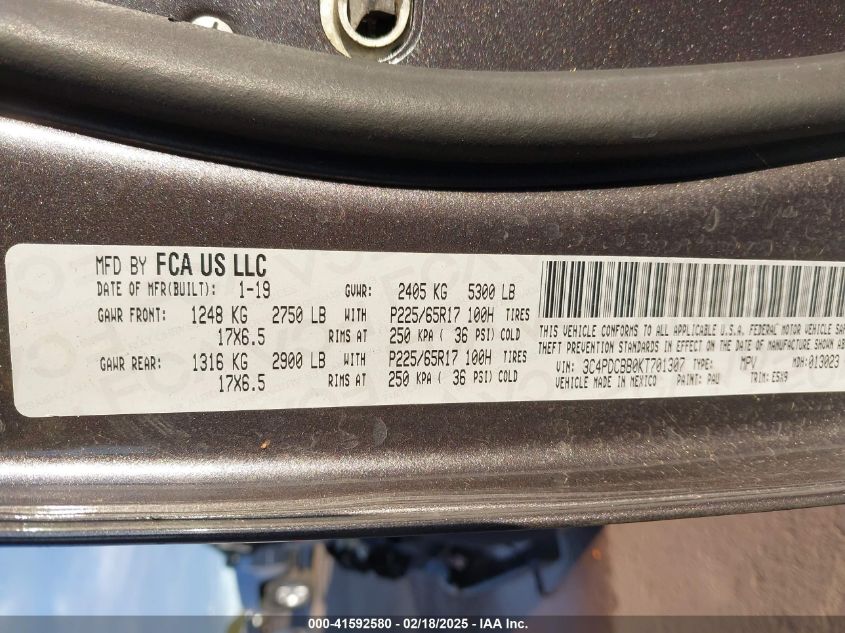 MFD BY FCA US LLC
DATE OF MFR(BUILT): 1-19 GVWR: 2405 KG 5300 LB
GAWR FRONT: 1248 KG 2750 LB WITH P225/65R17 100H TIRES
17X6.5 RIMS AT 250 KPA ( 36 PSI) COLD
GAWR REAR: 1316 KG 2900 LB WITH P225/65R17 100H TIRES
17X6.5 RIMS AT 250 KPA ( 36 PSI) COLD
THIS VEHICLE CONFORMS TO ALL APPLICABLE U.S.A. FEDERAL MOTOR VEHICLE SAF
THEFT PREVENTION STANDARDS IN EFFECT ON THE DATE OF MANUFACTURE SHOWN AB
VIN: 3C4PDCBB0KT701307 TYPE: MPV MDH: 013023
VEHICLE MADE IN MEXICO PAINT: PAU TRIM: E5X9
000-41592580 - 02/18/2025 - IAA Inc.